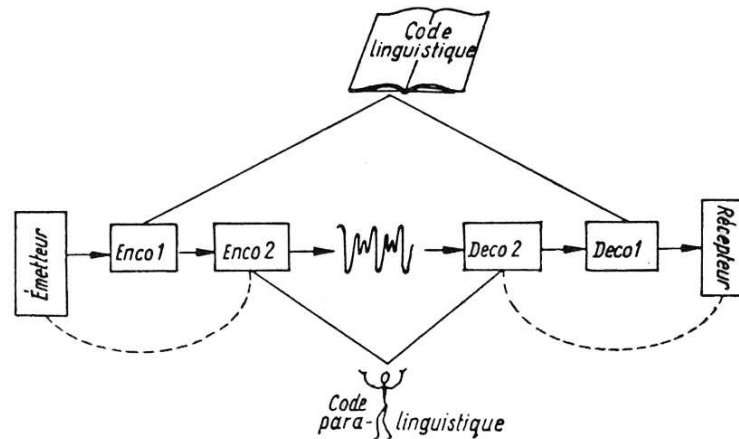 Code
linguistique
Émetteur
Enco 1
Enco 2
Deco 2
Deco 1
Récepteur
Code
para- linguistique